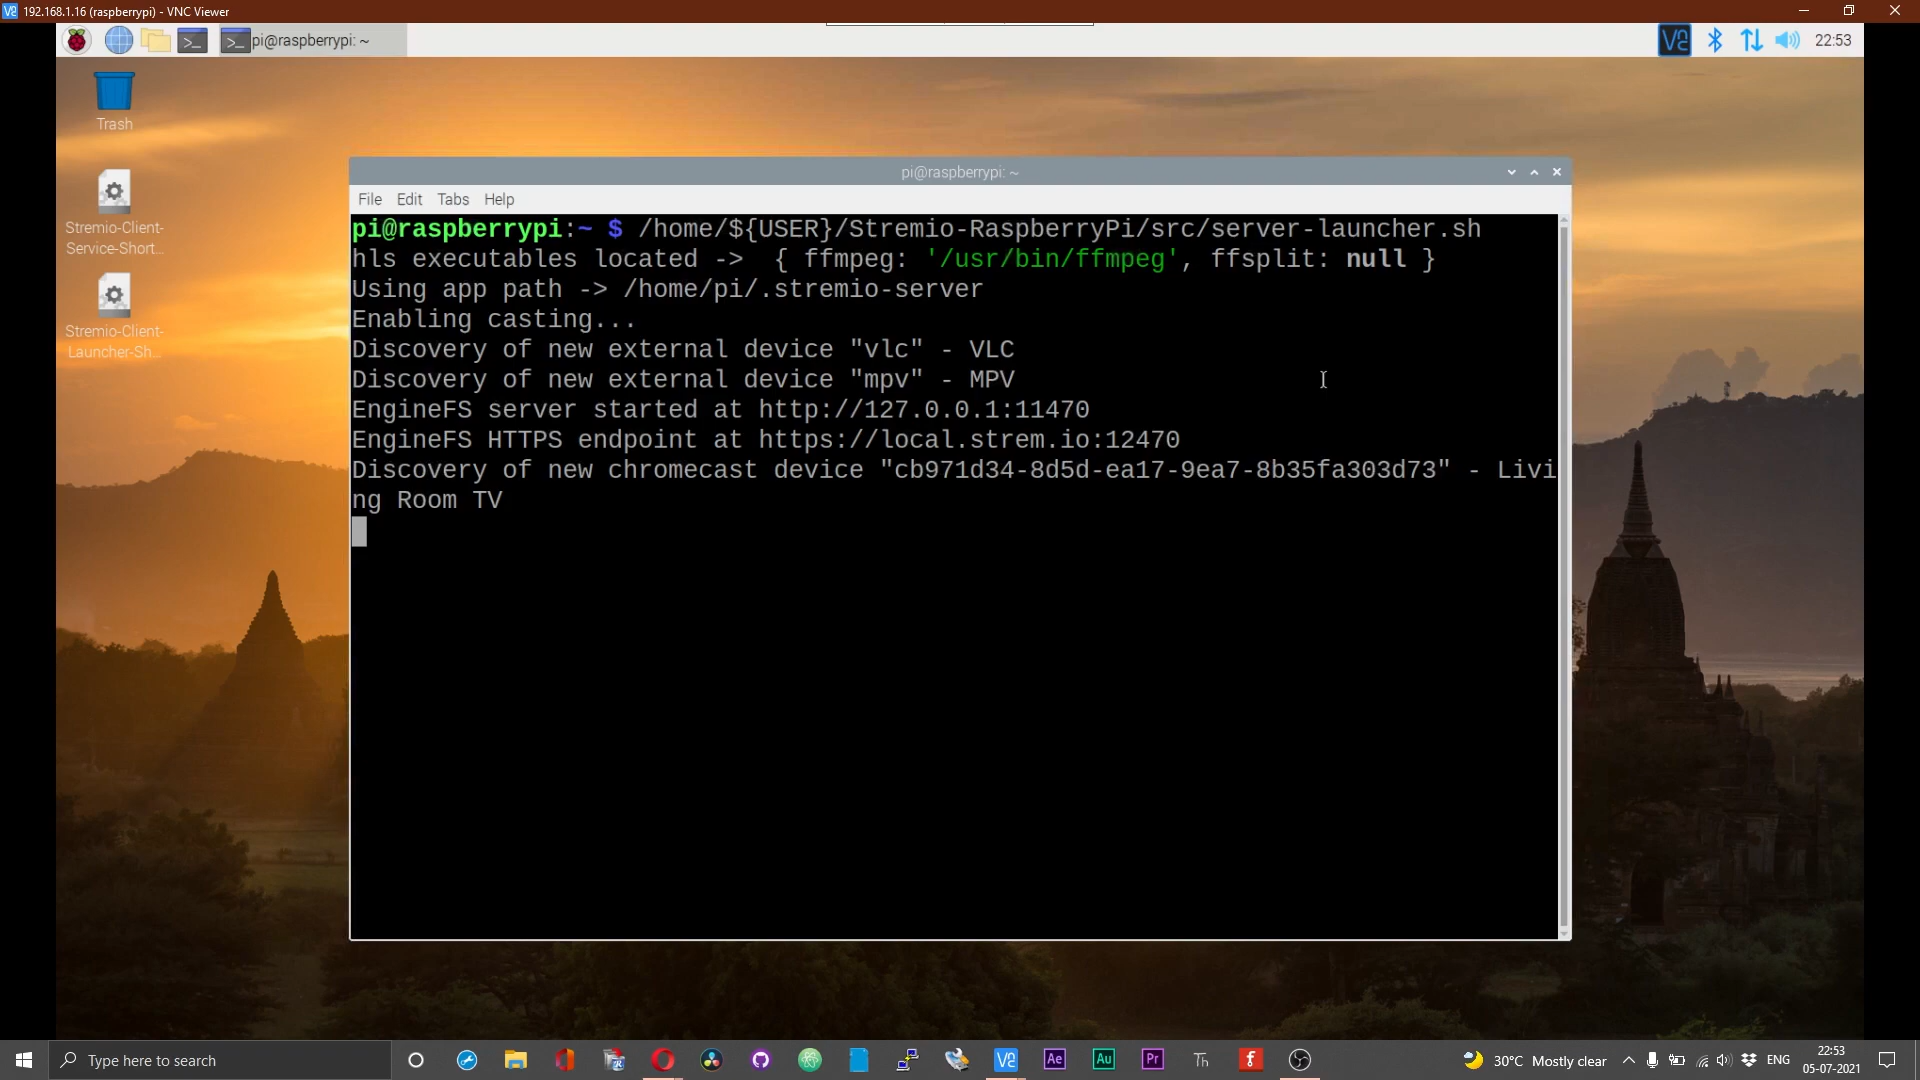 192.168.1.16 (raspberrypi) - VNC Viewer
pi@raspberrypi: ~
22:53
Trash
Stremio-Client-
Service-Short...
Stremio-Client-
Launcher-Sh...
pi@raspberrypi: ~
File Edit Tabs Help
pi@raspberrypi:~ $ /home/${USER}/Stremio-RaspberryPi/src/server-launcher.sh
hls executables located ->  { ffmpeg: '/usr/bin/ffmpeg', ffsplit: null }
Using app path -> /home/pi/.stremio-server
Enabling casting...
Discovery of new external device "vlc" - VLC
Discovery of new external device "mpv" - MPV
EngineFS server started at http://127.0.0.1:11470
EngineFS HTTPS endpoint at https://local.strem.io:12470
Discovery of new chromecast device "cb971d34-8d5d-ea17-9ea7-8b35fa303d73" - Livi
ng Room TV
Type here to search
Ae Au Pr Th
30°C Mostly clear
ENG
22:53
05-07-2021